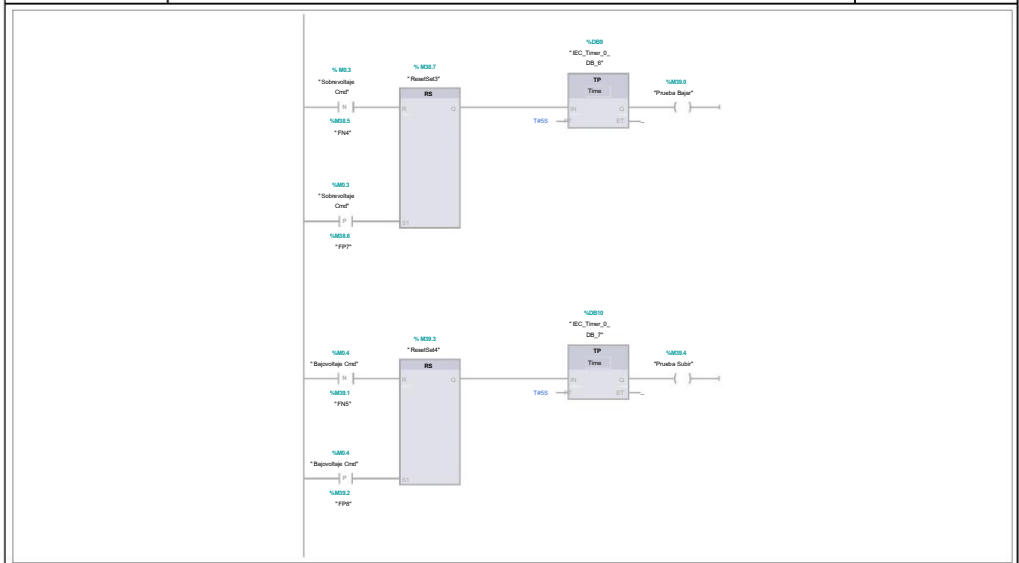 %DB9
"IEC_Timer_0_
DB_6"
%M0.3
"Sobrevoltaje
Cmd"
%M38.7
"ResetSet3"
RS
TP
Time
%M39.0
"Prueba Bajar"
N
R
Q
IN
Q
%M38.5
"FN4"
T#5S
PT
ET
%M0.3
"Sobrevoltaje
Cmd"
P
S1
%M38.6
"FP7"
%DB10
"IEC_Timer_0_
DB_7"
%M0.4
"Bajovoltaje Cmd"
%M39.3
"ResetSet4"
RS
TP
Time
%M39.4
"Prueba Subir"
N
R
Q
IN
Q
%M39.1
"FN5"
T#5S
PT
ET
%M0.4
"Bajovoltaje Cmd"
P
S1
%M39.2
"FP8"